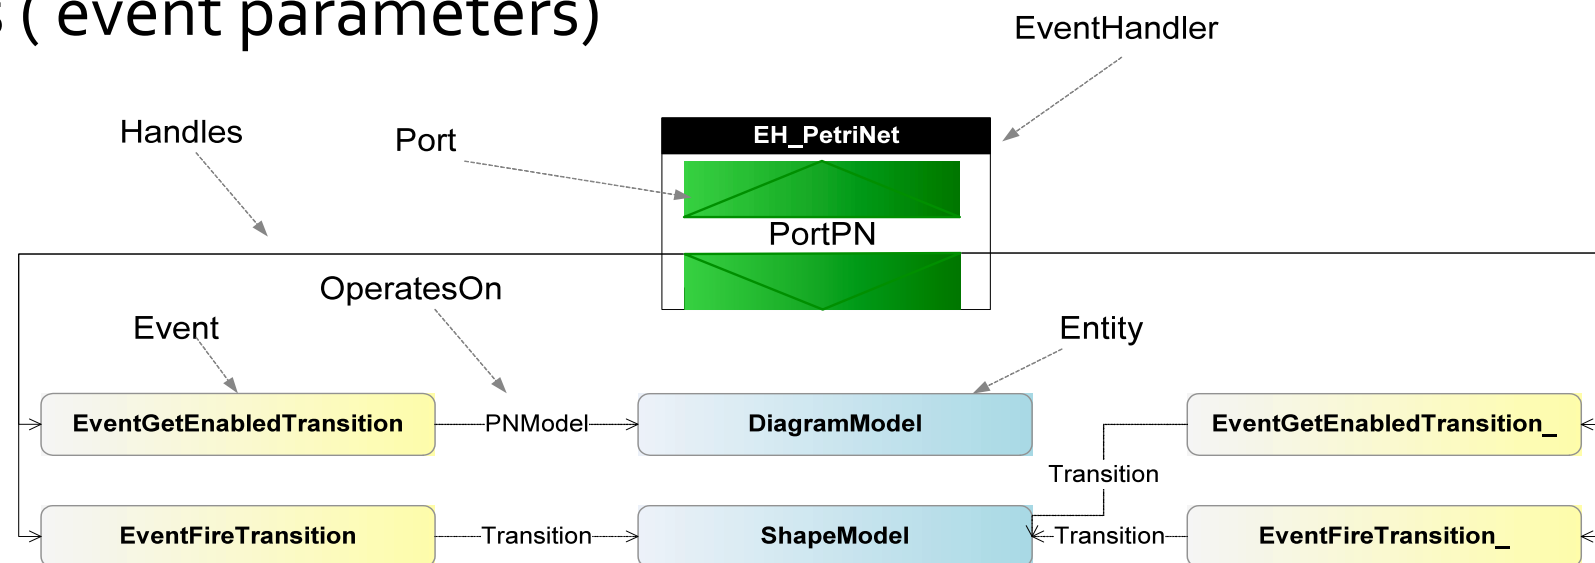 s ( event parameters)
EventHandler
Handles
Port
EH_PetriNet
PortPN
OperatesOn
Event
Entity
EventGetEnabledTransition
PNModel
DiagramModel
EventGetEnabledTransition_
Transition
EventFireTransition
Transition
ShapeModel
Transition
EventFireTransition_